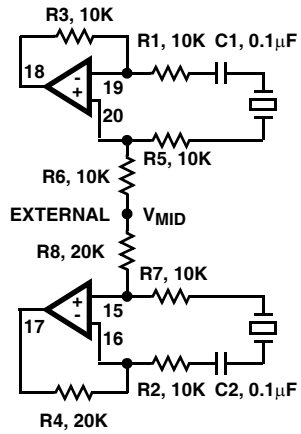 R3, 10K
R1, 10K C1, 0.1μF
18
-
19
+
20
R5, 10K
R6, 10K
EXTERNAL VMID
R8, 20K
R7, 10K
+
15
17
-
16
R2, 10K C2, 0.1μF
R4, 20K